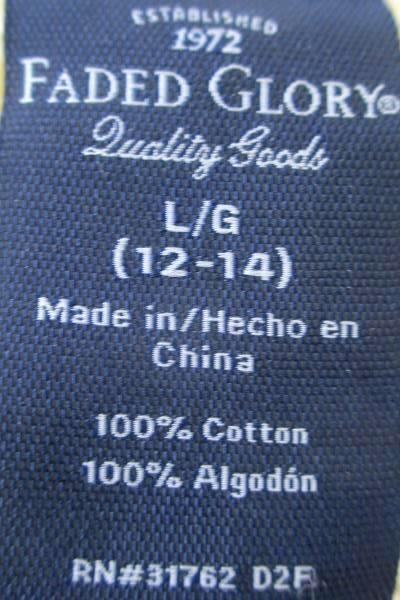 ESTABLISHED
1972
FADED GLORY®
Quality Goods
L/G
(12-14)
Made in/Hecho en
China
100% Cotton
100% Algodón
RN#31762